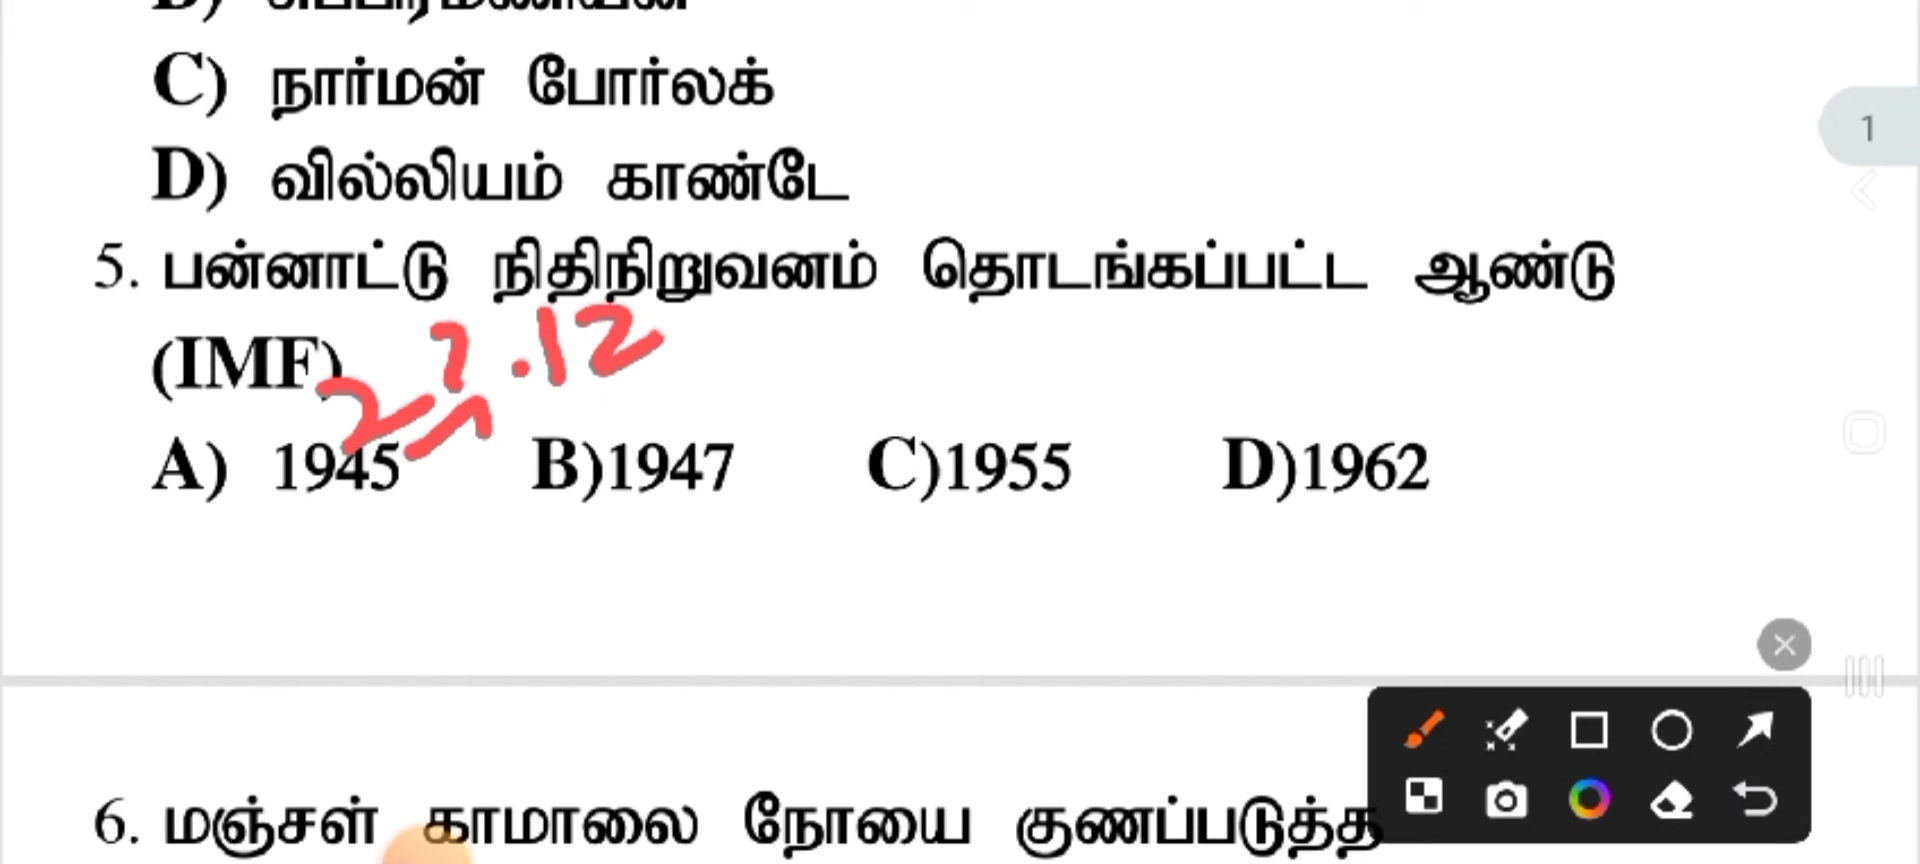 C) நார்மன் போர்லக்
D) வில்லியம் காண்டே
5. பன்னாட்டு நிதிநிறுவனம் தொடங்கப்பட்ட ஆண்டு
(IMF)
.12
A) 1945 B)1947 C)1955 D)1962
6. மஞ்சள் காமாலை நோயை குணப்படுத்த
1